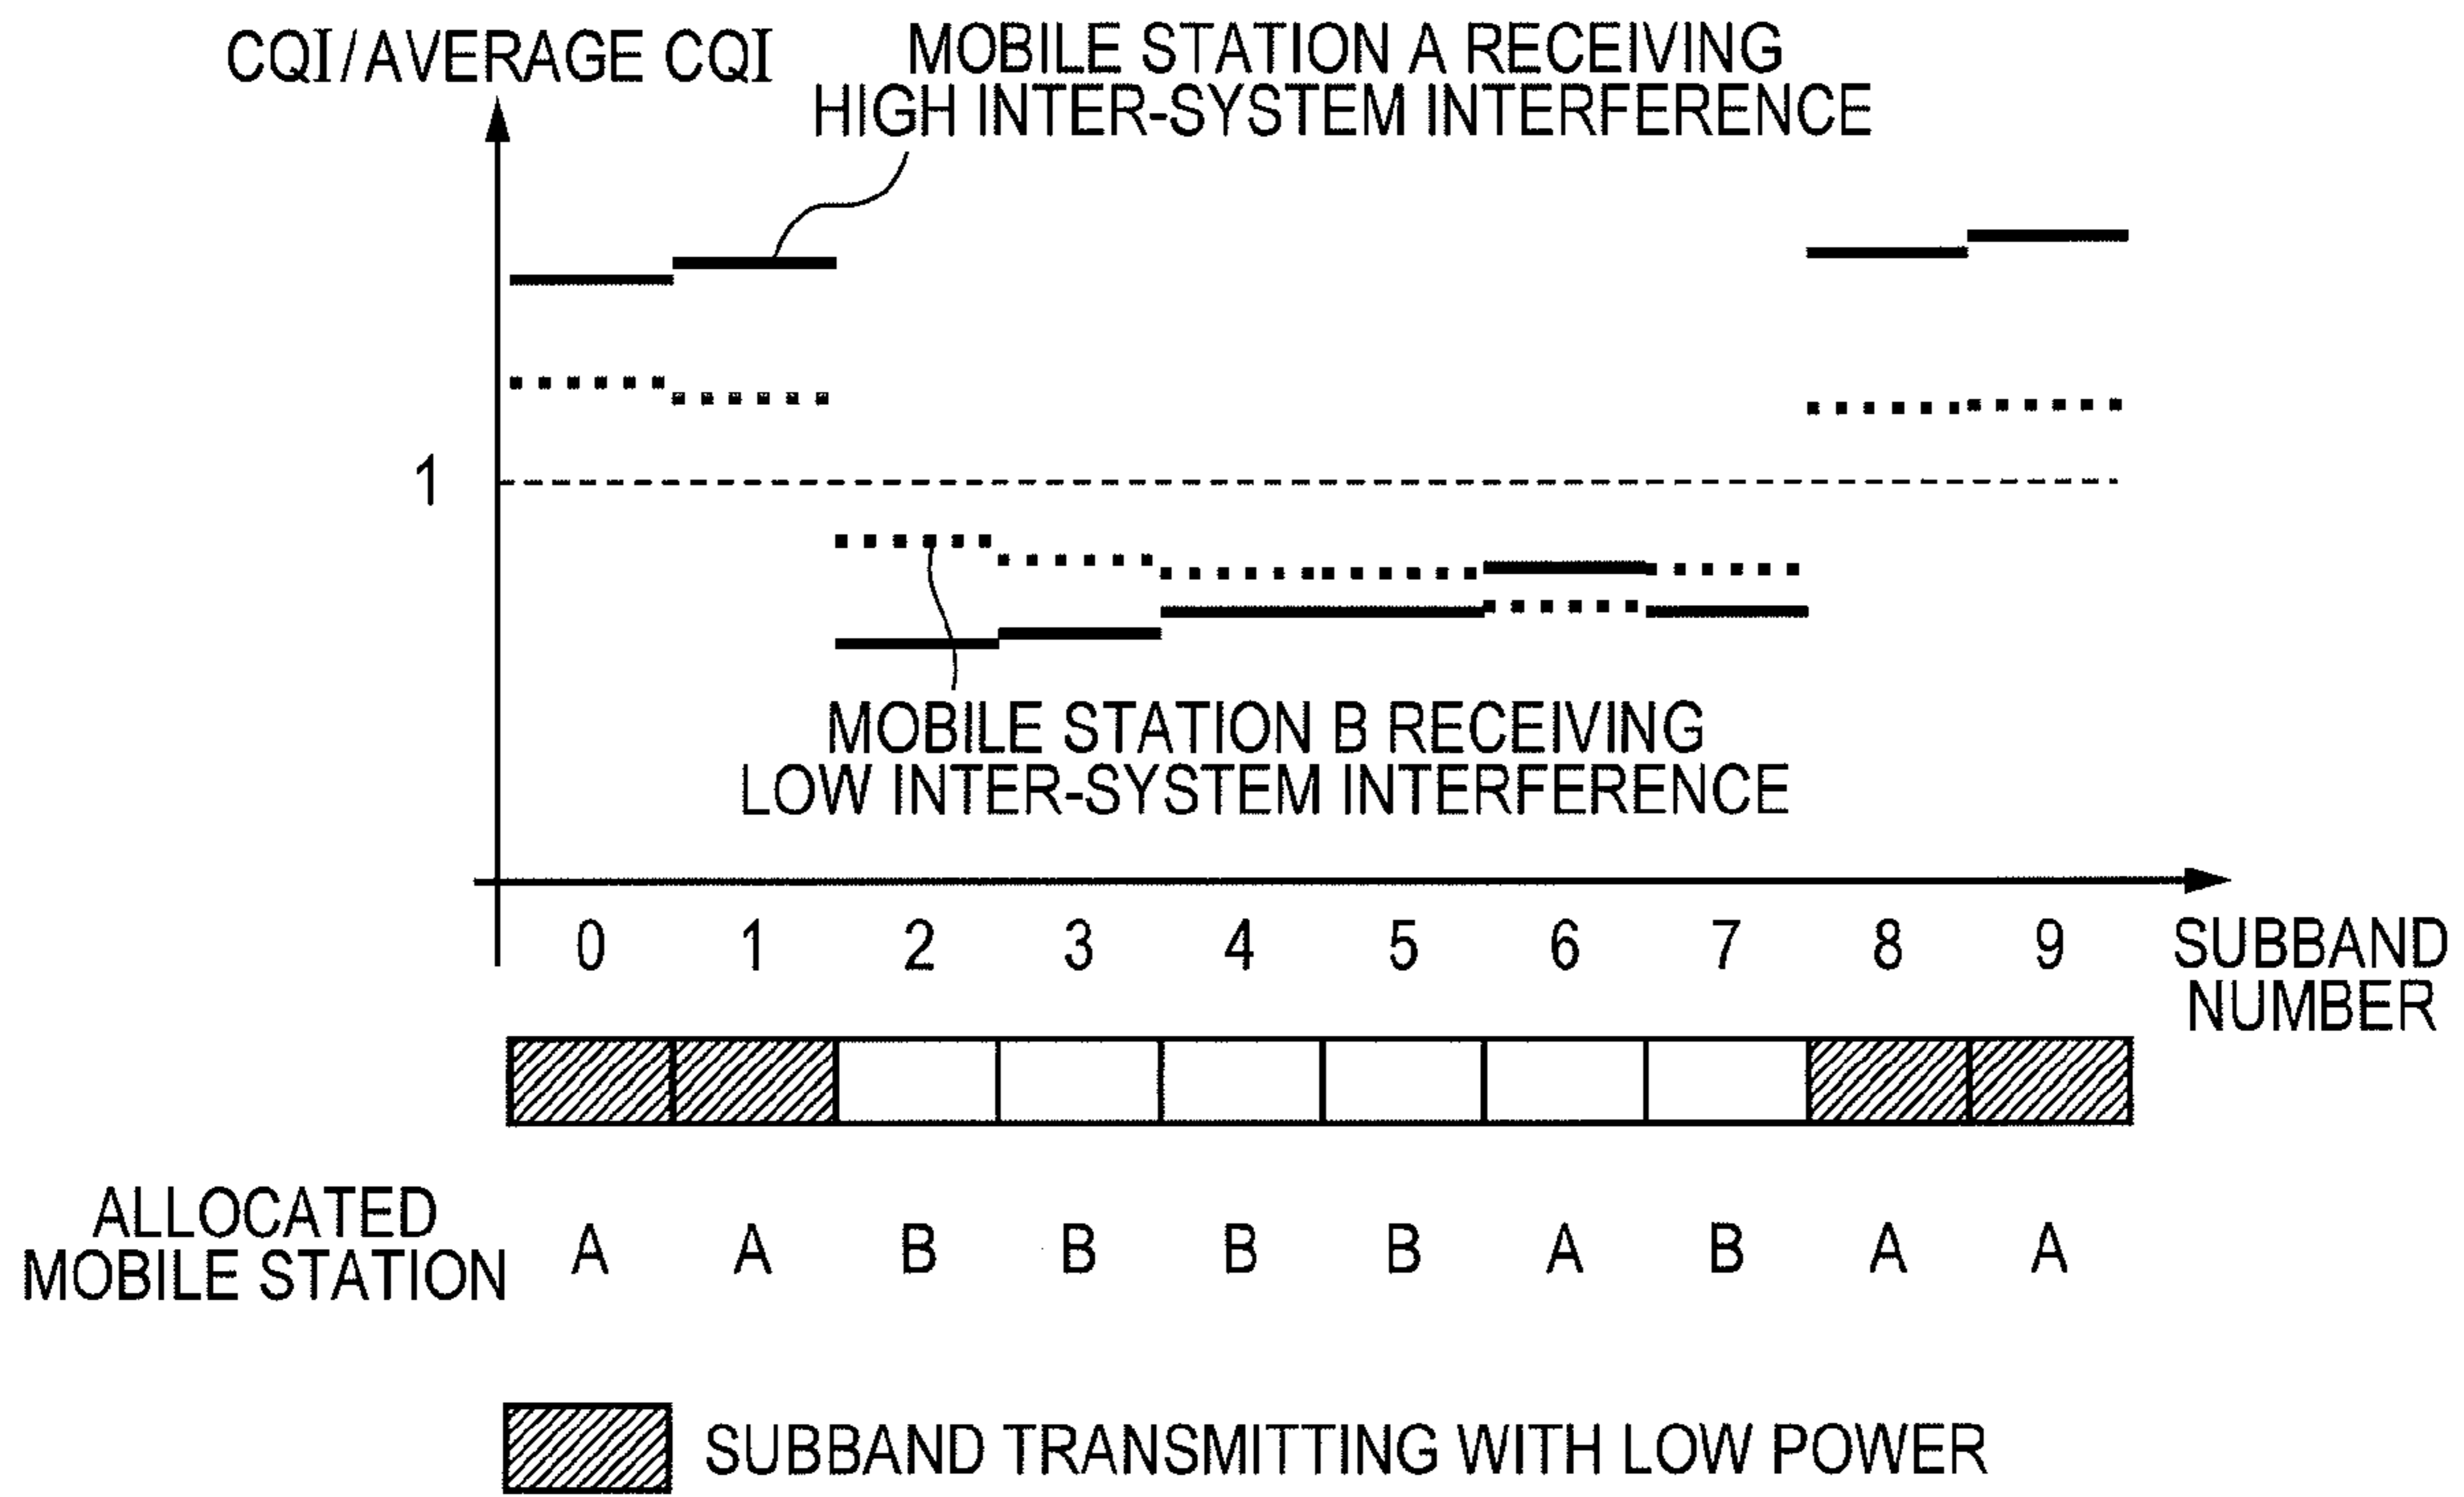 CQI/AVERAGE CQI
MOBILE STATION A RECEIVING
HIGH INTER-SYSTEM INTERFERENCE
1
MOBILE STATION B RECEIVING
LOW INTER-SYSTEM INTERFERENCE
0 1 2 3 4 5 6 7 8 9
SUBBAND
NUMBER
ALLOCATED
MOBILE STATION
A A B B B B A B A A
SUBBAND TRANSMITTING WITH LOW POWER